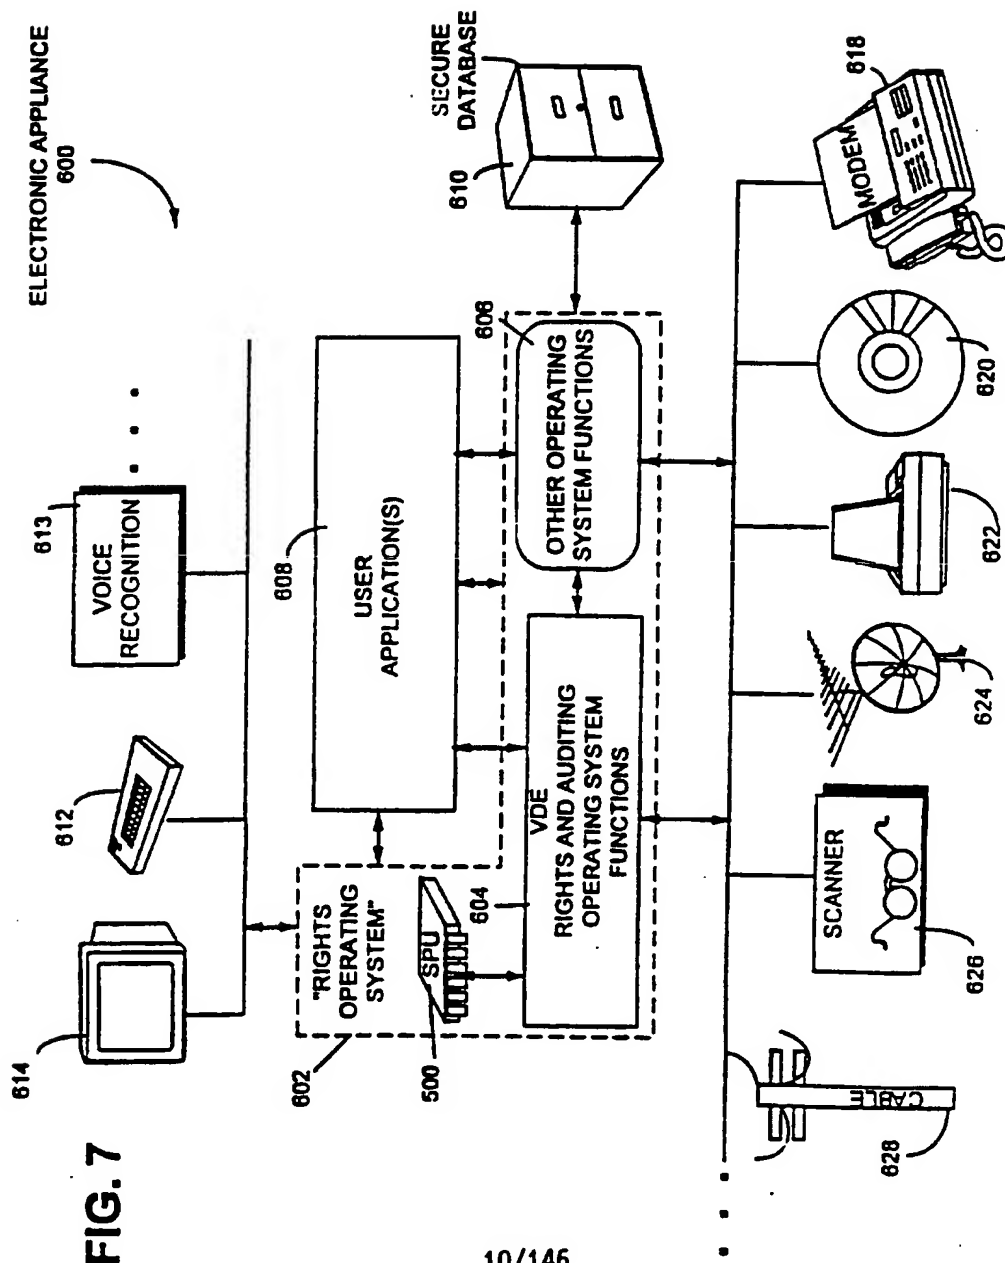 FIG. 7
ELECTRONIC APPLIANCE
600
614
612
613
VOICE
RECOGNITION
608
USER
APPLICATION(S)
602
"RIGHTS
OPERATING
SYSTEM"
SPU
500
604
VDE
RIGHTS AND AUDITING
OPERATING SYSTEM
FUNCTIONS
606
OTHER OPERATING
SYSTEM FUNCTIONS
610
SECURE
DATABASE
CABLE
628
SCANNER
626
624
622
620
MODEM
618
10/146